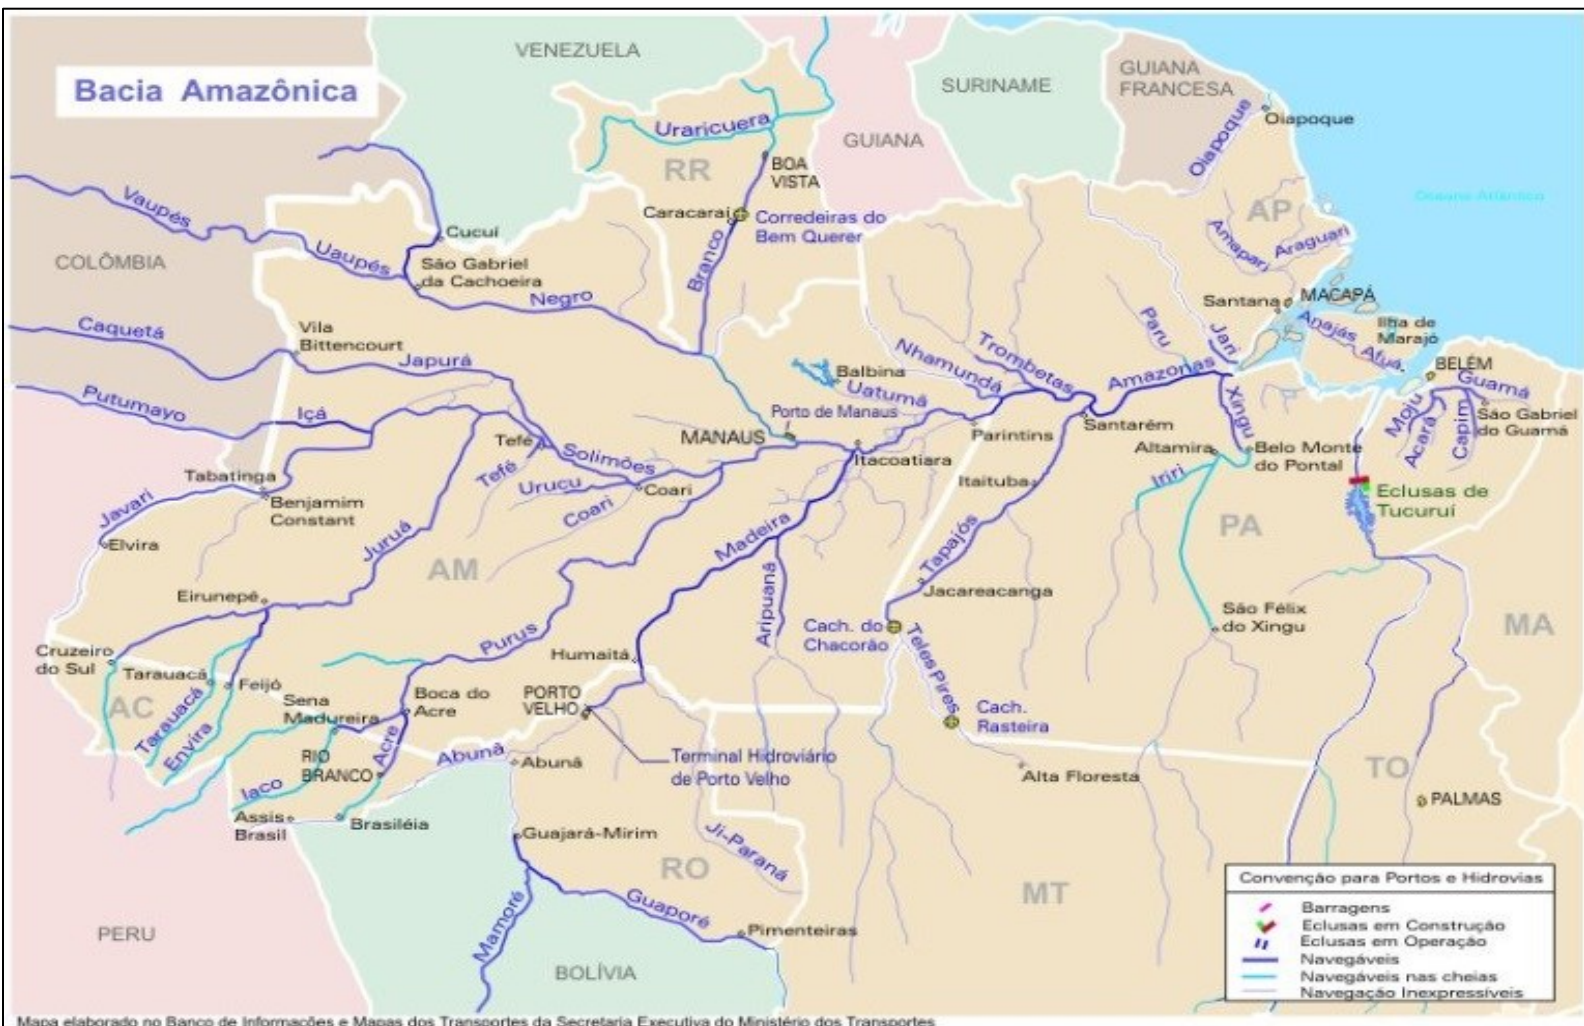 Bacia Amazônica
VENEZUELA
SURINAME
GUIANA
FRANCESA
GUIANA
COLÔMBIA
PERU
BOLÍVIA
Oceano Atlântico
RR
AP
AM
PA
MA
AC
RO
MT
TO
Oiapoque
Oiapoque
Uraricuera
BOA
VISTA
Caracaraí
Corredeiras do
Bem Querer
Branco
Vaupés
Uaupés
Cucuí
São Gabriel
da Cachoeira
Negro
Caquetá
Vila
Bittencourt
Japurá
Putumayo
Içá
Amapari
Araguari
Santana
MACAPÁ
Anajás
Afuá
Ilha de
Marajó
BELÉM
Guamá
Moju
Acará
Capim
São Gabriel
do Guamá
Paru
Jari
Trombetas
Nhamundá
Amazonas
Xingu
Balbina
Uatumã
Porto de Manaus
MANAUS
Itacoatiara
Parintins
Santarém
Altamira
Belo Monte
do Pontal
Iriri
Itaituba
Eclusas de
Tucuruí
Tefé
Tefé
Solimões
Urucu
Coari
Coari
Tabatinga
Benjamim
Constant
Javari
Elvira
Juruá
Eirunepé
Madeira
Aripuanã
Tapajós
Jacareacanga
Cach. do
Chacorão
Teles Pires
Cach.
Rasteira
São Félix
do Xingu
Purus
Humaitá
Cruzeiro
do Sul
Tarauacá
Tarauacá
Feijó
Envira
Sena
Madureira
Boca do
Acre
Acre
RIO
BRANCO
Iaco
Assis
Brasil
Brasiléia
PORTO
VELHO
Abunã
Abunã
Terminal Hidroviário
de Porto Velho
Alta Floresta
PALMAS
Guajará-Mirim
Ji-Paraná
Guaporé
Mamoré
Pimenteiras
Convenção para Portos e Hidrovias
Barragens
Eclusas em Construção
Eclusas em Operação
Navegáveis
Navegáveis nas cheias
Navegação Inexpressíveis
Mapa elaborado no Banco de Informações e Mapas dos Transportes da Secretaria Executiva do Ministério dos Transportes